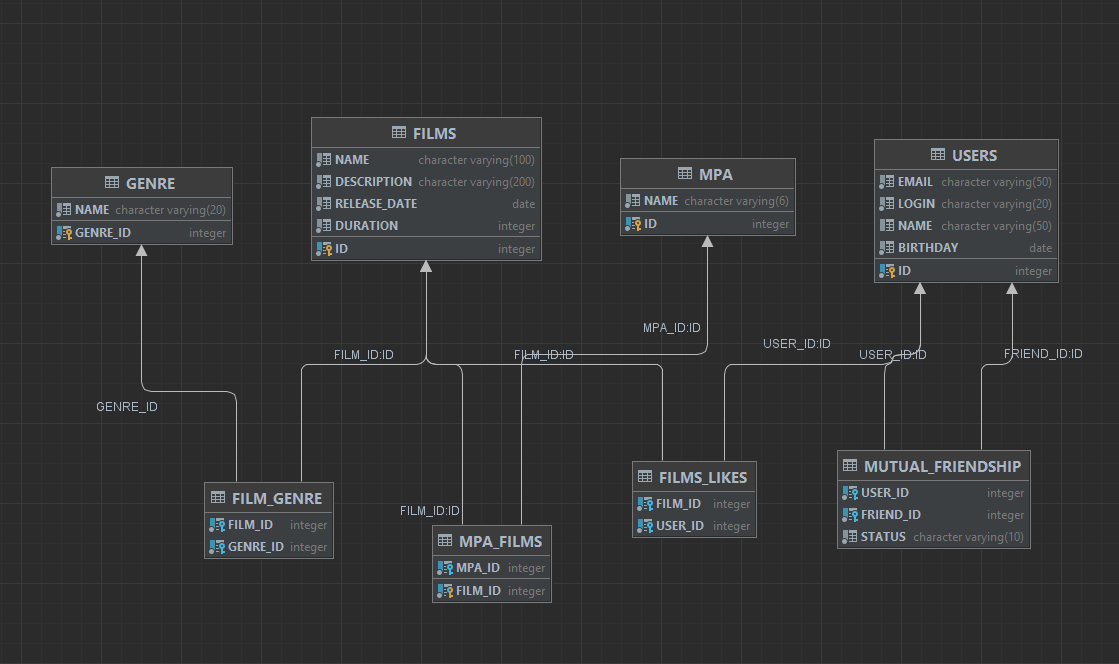 GENRE
NAME character varying(20)
GENRE_ID integer
FILMS
NAME character varying(100)
DESCRIPTION character varying(200)
RELEASE_DATE date
DURATION integer
ID integer
MPA
NAME character varying(6)
ID integer
USERS
EMAIL character varying(50)
LOGIN character varying(20)
NAME character varying(50)
BIRTHDAY date
ID integer
MPA_ID:ID
USER_ID:ID
FILM_ID:ID
FILM_ID:ID
USER_ID:ID
FRIEND_ID:ID
GENRE_ID
FILM_ID:ID
FILM_GENRE
FILM_ID integer
GENRE_ID integer
MPA_FILMS
MPA_ID integer
FILM_ID integer
FILMS_LIKES
FILM_ID integer
USER_ID integer
MUTUAL_FRIENDSHIP
USER_ID integer
FRIEND_ID integer
STATUS character varying(10)